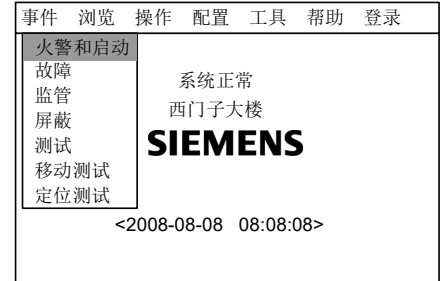 事件 浏览 操作 配置 工具 帮助 登录
火警和启动
故障
监管
屏蔽
测试
移动测试
定位测试
系统正常
西门子大楼
SIEMENS
<2008-08-08 08:08:08>